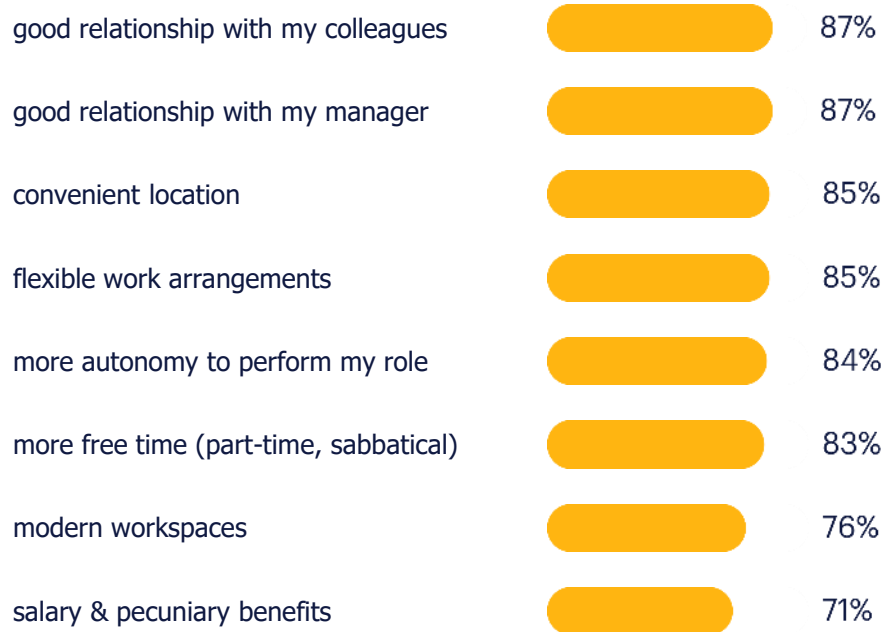 good relationship with my colleagues 87%
good relationship with my manager 87%
convenient location 85%
flexible work arrangements 85%
more autonomy to perform my role 84%
more free time (part-time, sabbatical) 83%
modern workspaces 76%
salary & pecuniary benefits 71%